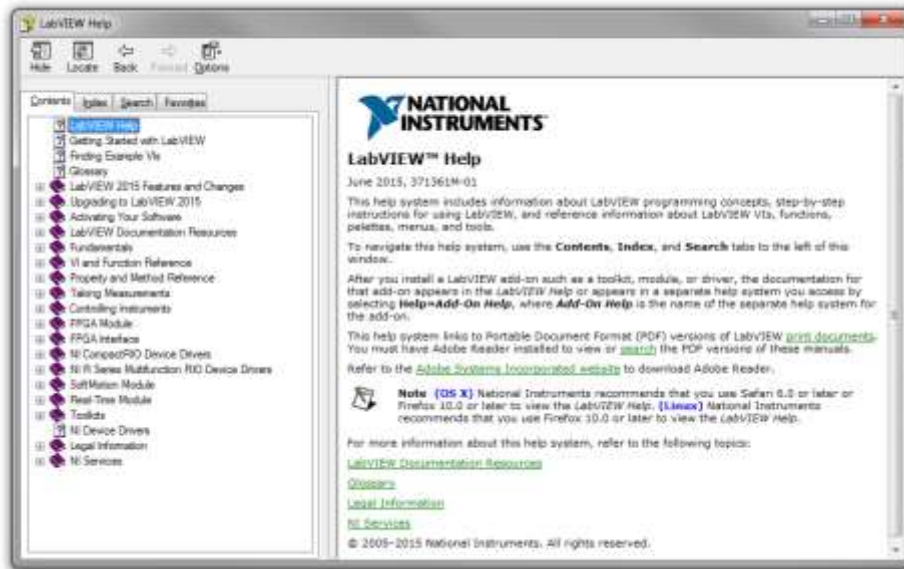 LabVIEW Help
Hide Locate Back Forward Options
Contents Index Search Favorites
LabVIEW Help
Getting Started with LabVIEW
Finding Example VIs
Glossary
LabVIEW 2015 Features and Changes
Upgrading to LabVIEW 2015
Activating Your Software
LabVIEW Documentation Resources
Fundamentals
VI and Function Reference
Property and Method Reference
Taking Measurements
Controlling Instruments
FPGA Module
FPGA Interface
NI CompactRIO Device Drivers
NI R Series Multifunction RIO Device Drivers
SoftMotion Module
Real-Time Module
Toolkits
NI Device Drivers
Legal Information
NI Services
NATIONAL
INSTRUMENTS
LabVIEW™ Help
June 2015, 371361M-01
This help system includes information about LabVIEW programming concepts, step-by-step
instructions for using LabVIEW, and reference information about LabVIEW VIs, functions,
palettes, menus, and tools.
To navigate this help system, use the Contents, Index, and Search tabs to the left of this
window.
After you install a LabVIEW add-on such as a toolkit, module, or driver, the documentation for
that add-on appears in the LabVIEW Help or appears in a separate help system you access by
selecting Help»Add-On Help, where Add-On Help is the name of the separate help system for
the add-on.
This help system links to Portable Document Format (PDF) versions of LabVIEW print documents.
You must have Adobe Reader installed to view or search the PDF versions of these manuals.
Refer to the Adobe Systems Incorporated website to download Adobe Reader.
Note (OS X) National Instruments recommends that you use Safari 6.0 or later or
Firefox 10.0 or later to view the LabVIEW Help. (Linux) National Instruments
recommends that you use Firefox 10.0 or later to view the LabVIEW Help.
For more information about this help system, refer to the following topics:
LabVIEW Documentation Resources
Glossary
Legal Information
NI Services
© 2005–2015 National Instruments. All rights reserved.